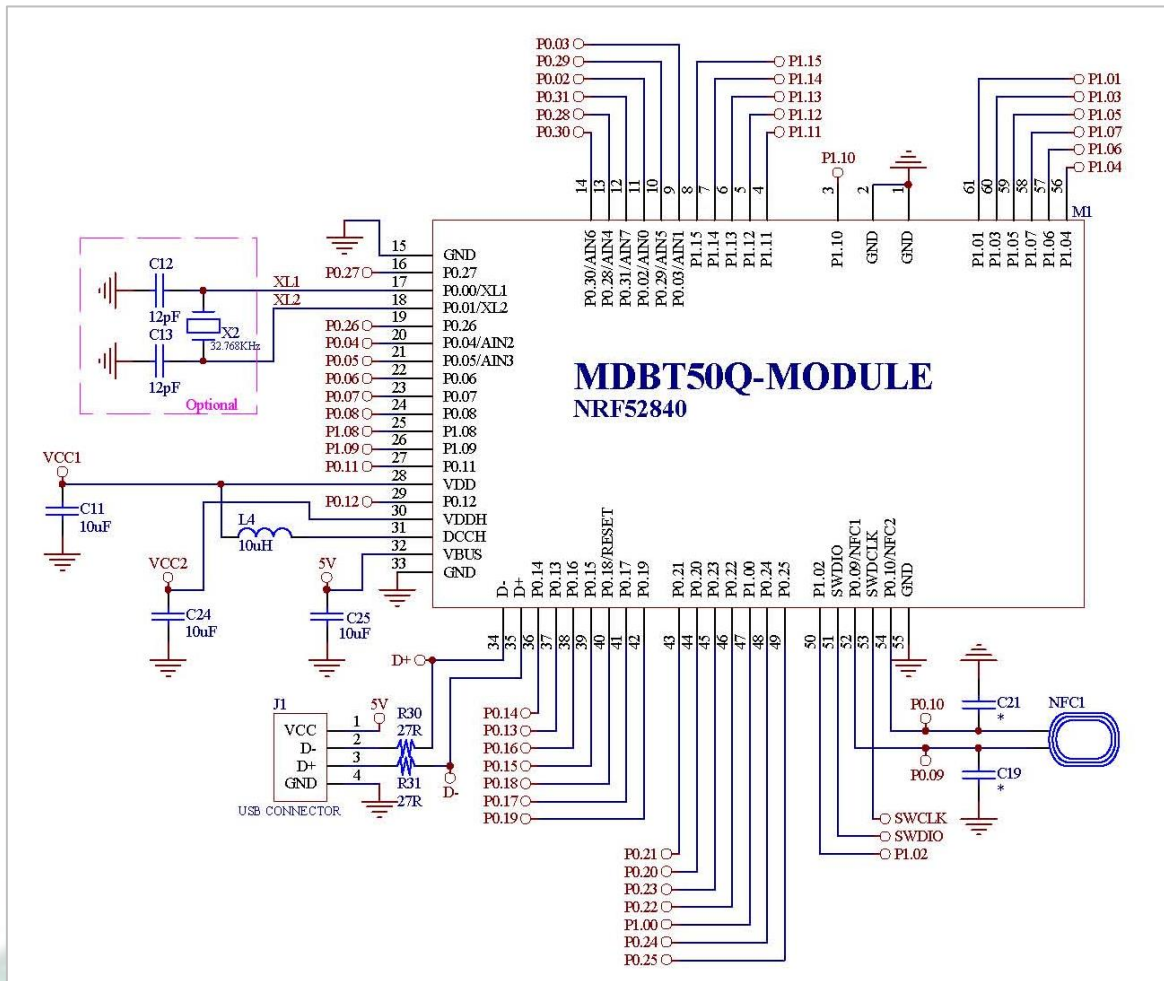 P0.03
P0.29
P0.02
P0.31
P0.28
P0.30
P1.15
P1.14
P1.13
P1.12
P1.11
P1.10
P1.01
P1.03
P1.05
P1.07
P1.06
P1.04
14
13
12
11
10
9
8
7
6
5
4
3
2
1
61
60
59
58
57
56
M1
P0.30/AIN6
P0.28/AIN4
P0.31/AIN7
P0.02/AIN0
P0.29/AIN5
P0.03/AIN1
P1.15
P1.14
P1.13
P1.12
P1.11
P1.10
GND
GND
P1.01
P1.03
P1.05
P1.07
P1.06
P1.04
15 GND
P0.27 16 P0.27
XL1 17 P0.00/XL1
XL2 18 P0.01/XL2
P0.26 19 P0.26
P0.04 20 P0.04/AIN2
P0.05 21 P0.05/AIN3
P0.06 22 P0.06
P0.07 23 P0.07
P0.08 24 P0.08
P1.08 25 P1.08
P1.09 26 P1.09
P0.11 27 P0.11
28 VDD
P0.12 29 P0.12
30 VDDH
31 DCCH
32 VBUS
33 GND
C12
12pF
C13
12pF
X2
32.768KHz
Optional
MDBT50Q-MODULE
NRF52840
VCC1
C11
10uF
L4
10uH
VCC2
C24
10uF
5V
C25
10uF
D-
D+
P0.14
P0.13
P0.16
P0.15
P0.18/RESET
P0.17
P0.19
P0.21
P0.20
P0.23
P0.22
P1.00
P0.24
P0.25
P1.02
SWDIO
P0.09/NFC1
SWDCLK
P0.10/NFC2
GND
34
35
36
37
38
39
40
41
42
43
44
45
46
47
48
49
50
51
52
53
54
55
D+
J1
VCC 1 5V
D- 2
D+ 3
GND 4
USB CONNECTOR
R30
27R
R31
27R
D-
P0.14
P0.13
P0.16
P0.15
P0.18
P0.17
P0.19
P0.21
P0.20
P0.23
P0.22
P1.00
P0.24
P0.25
P0.10
C21
*
NFC1
P0.09
C19
*
SWCLK
SWDIO
P1.02